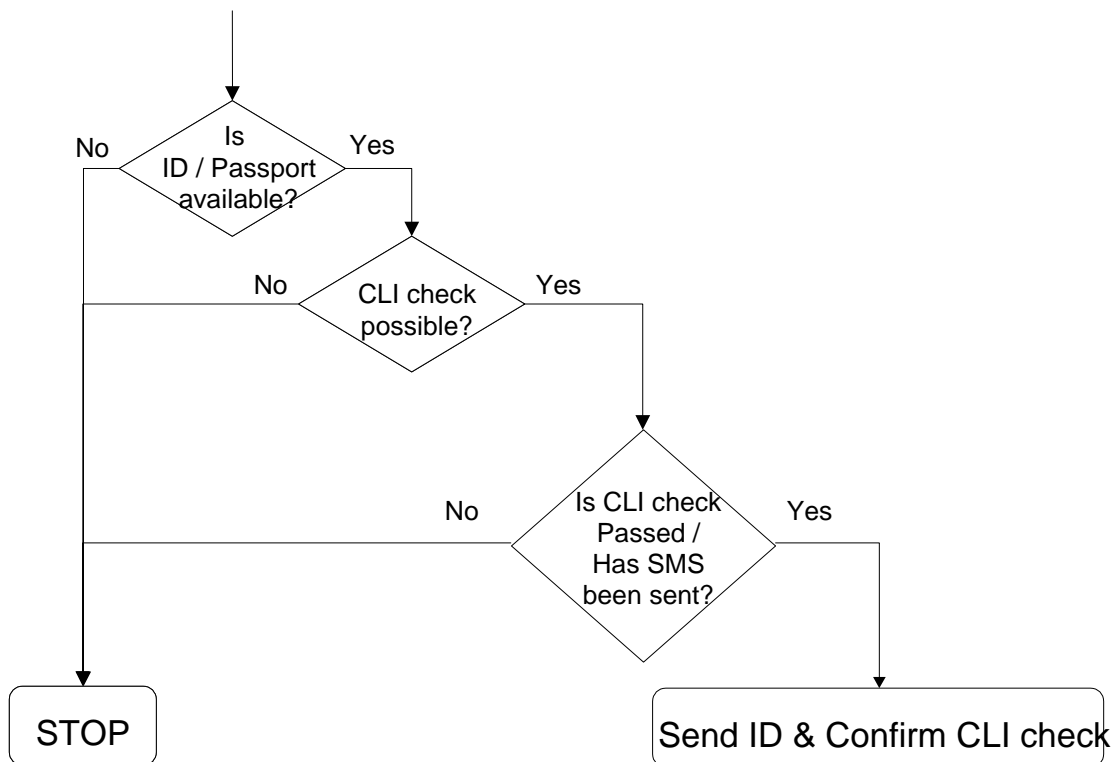 Is
ID / Passport
available?
No
Yes
CLI check
possible?
No
Yes
Is CLI check
Passed /
Has SMS
been sent?
No
Yes
STOP
Send ID & Confirm CLI check